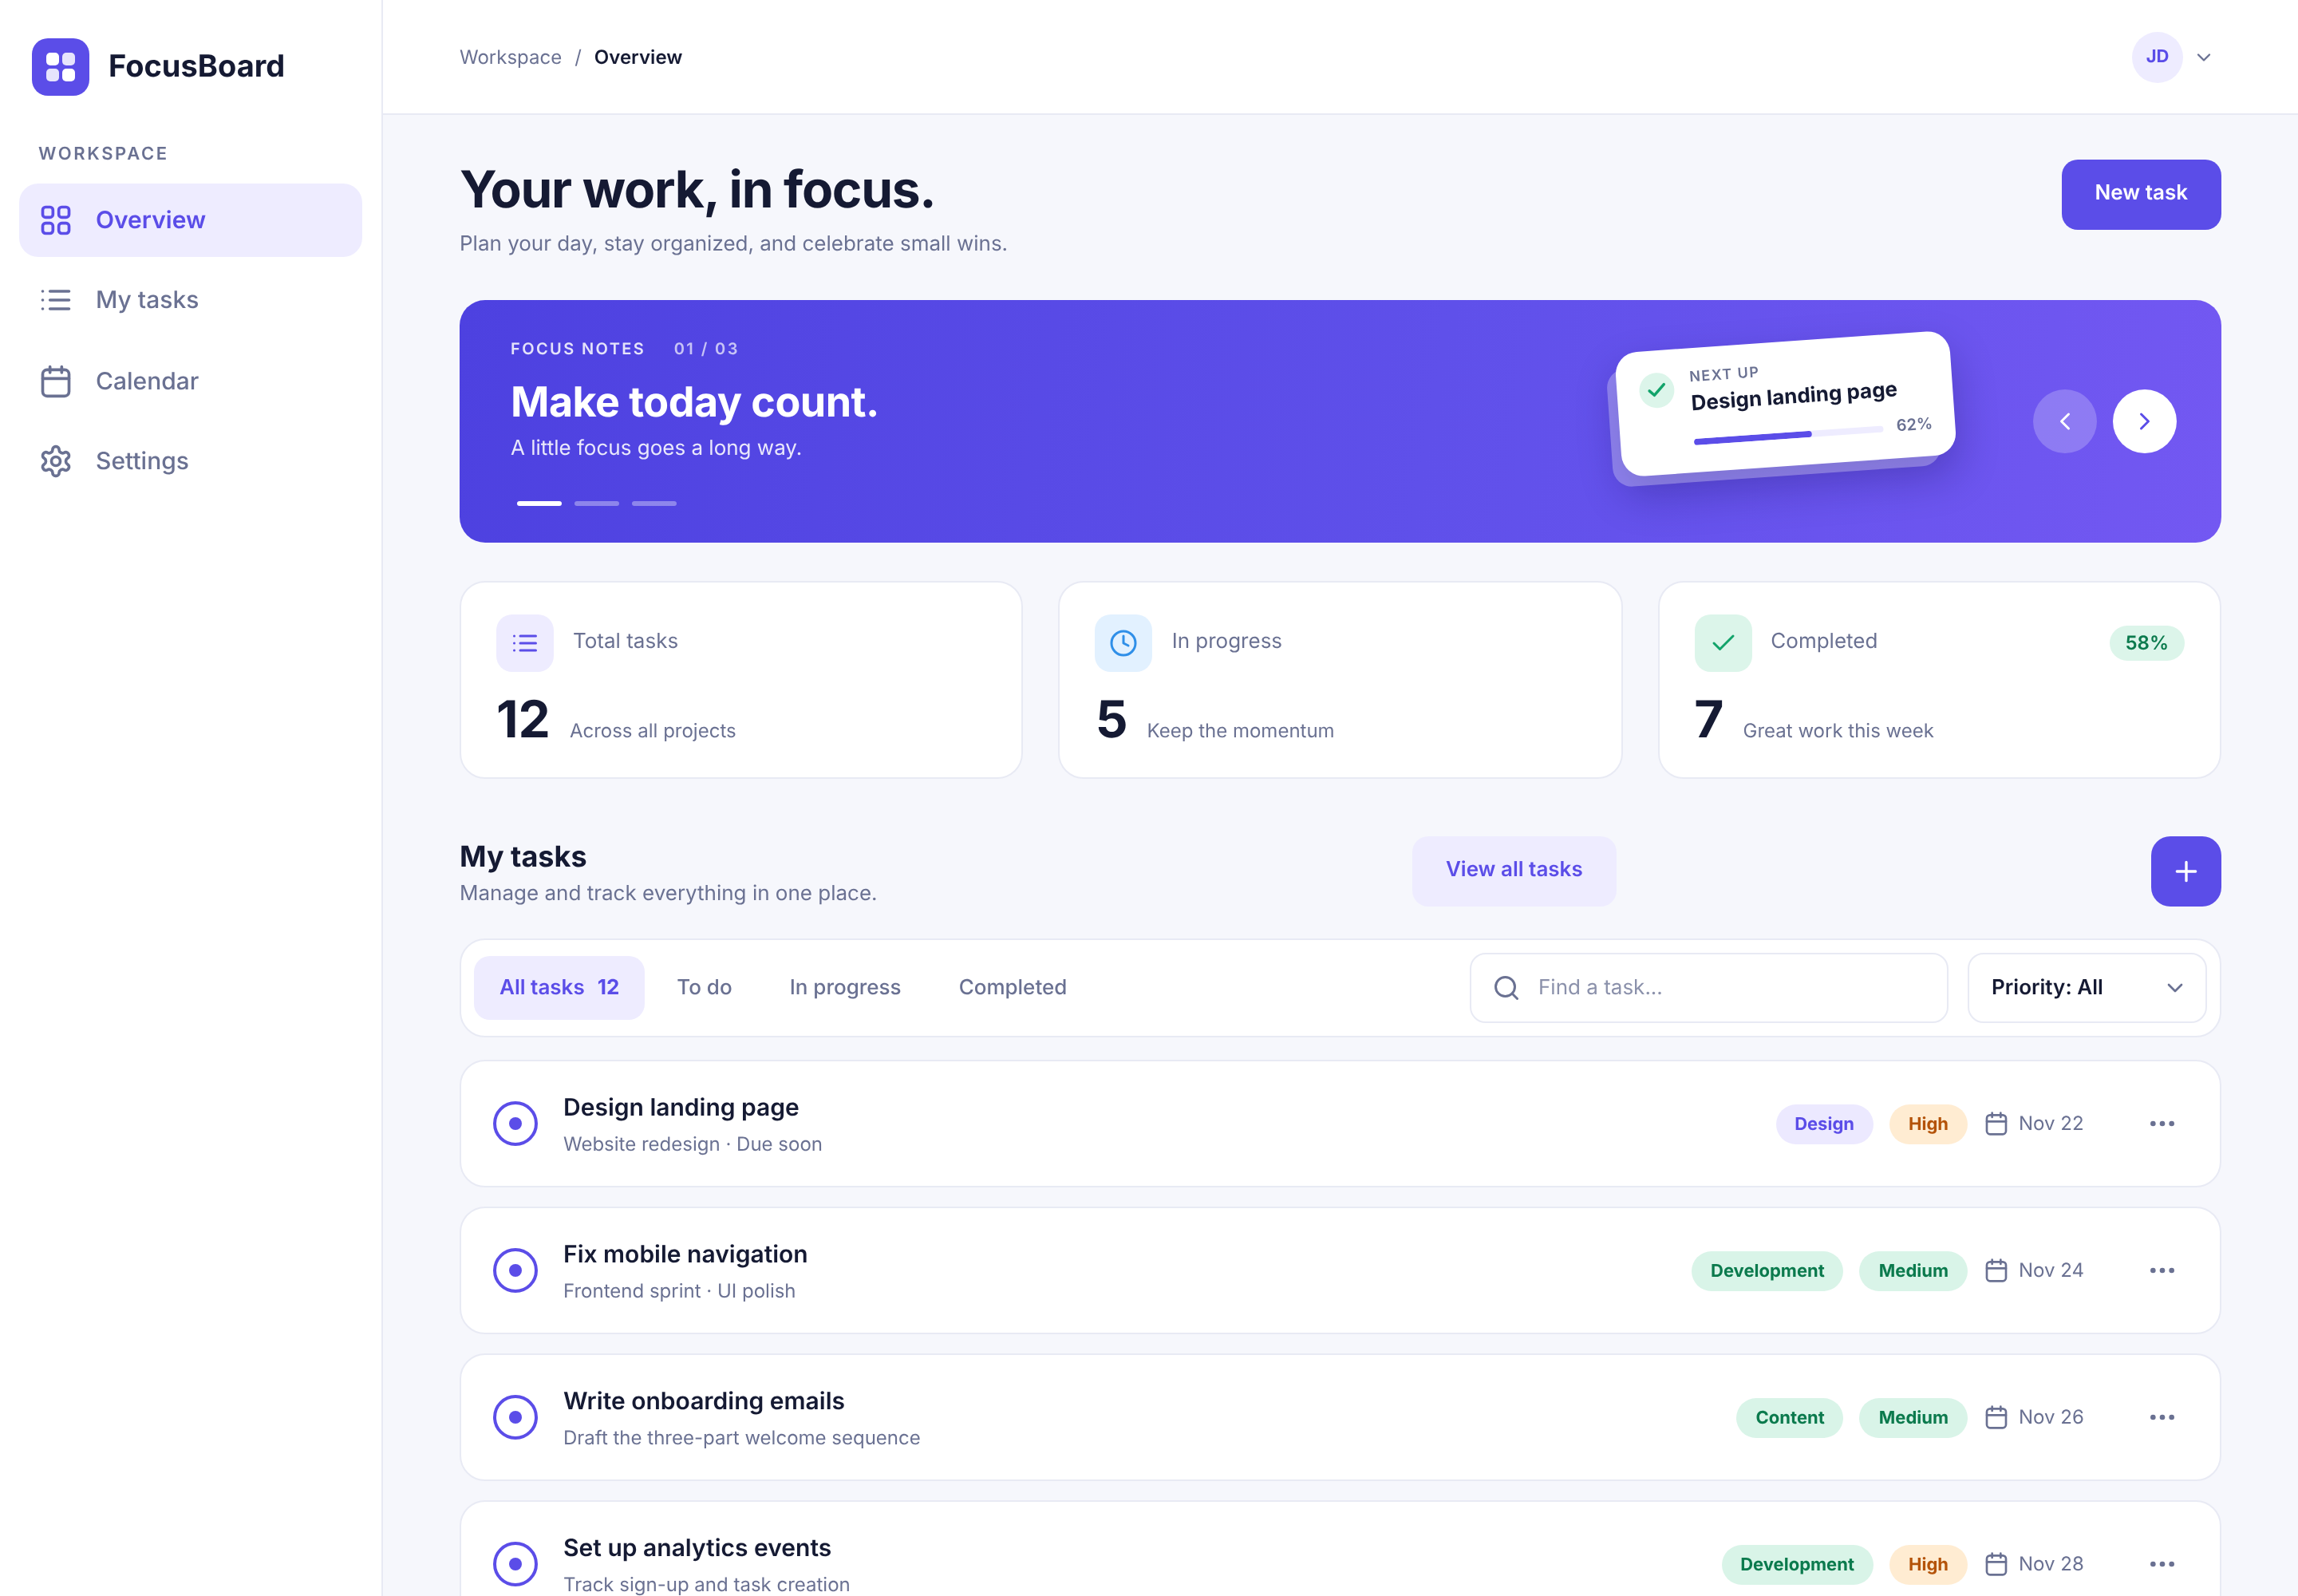 FocusBoard
WORKSPACE
Overview
My tasks
Calendar
Settings
Workspace / Overview
JD
Your work, in focus.
Plan your day, stay organized, and celebrate small wins.
New task
FOCUS NOTES 01 / 03
Make today count.
A little focus goes a long way.
NEXT UP
Design landing page
62%
Total tasks
12 Across all projects
In progress
5 Keep the momentum
Completed 58%
7 Great work this week
My tasks
Manage and track everything in one place.
View all tasks
All tasks 12 To do In progress Completed
Find a task...
Priority: All
Design landing page
Website redesign · Due soon
Design High Nov 22
Fix mobile navigation
Frontend sprint · UI polish
Development Medium Nov 24
Write onboarding emails
Draft the three-part welcome sequence
Content Medium Nov 26
Set up analytics events
Track sign-up and task creation
Development High Nov 28